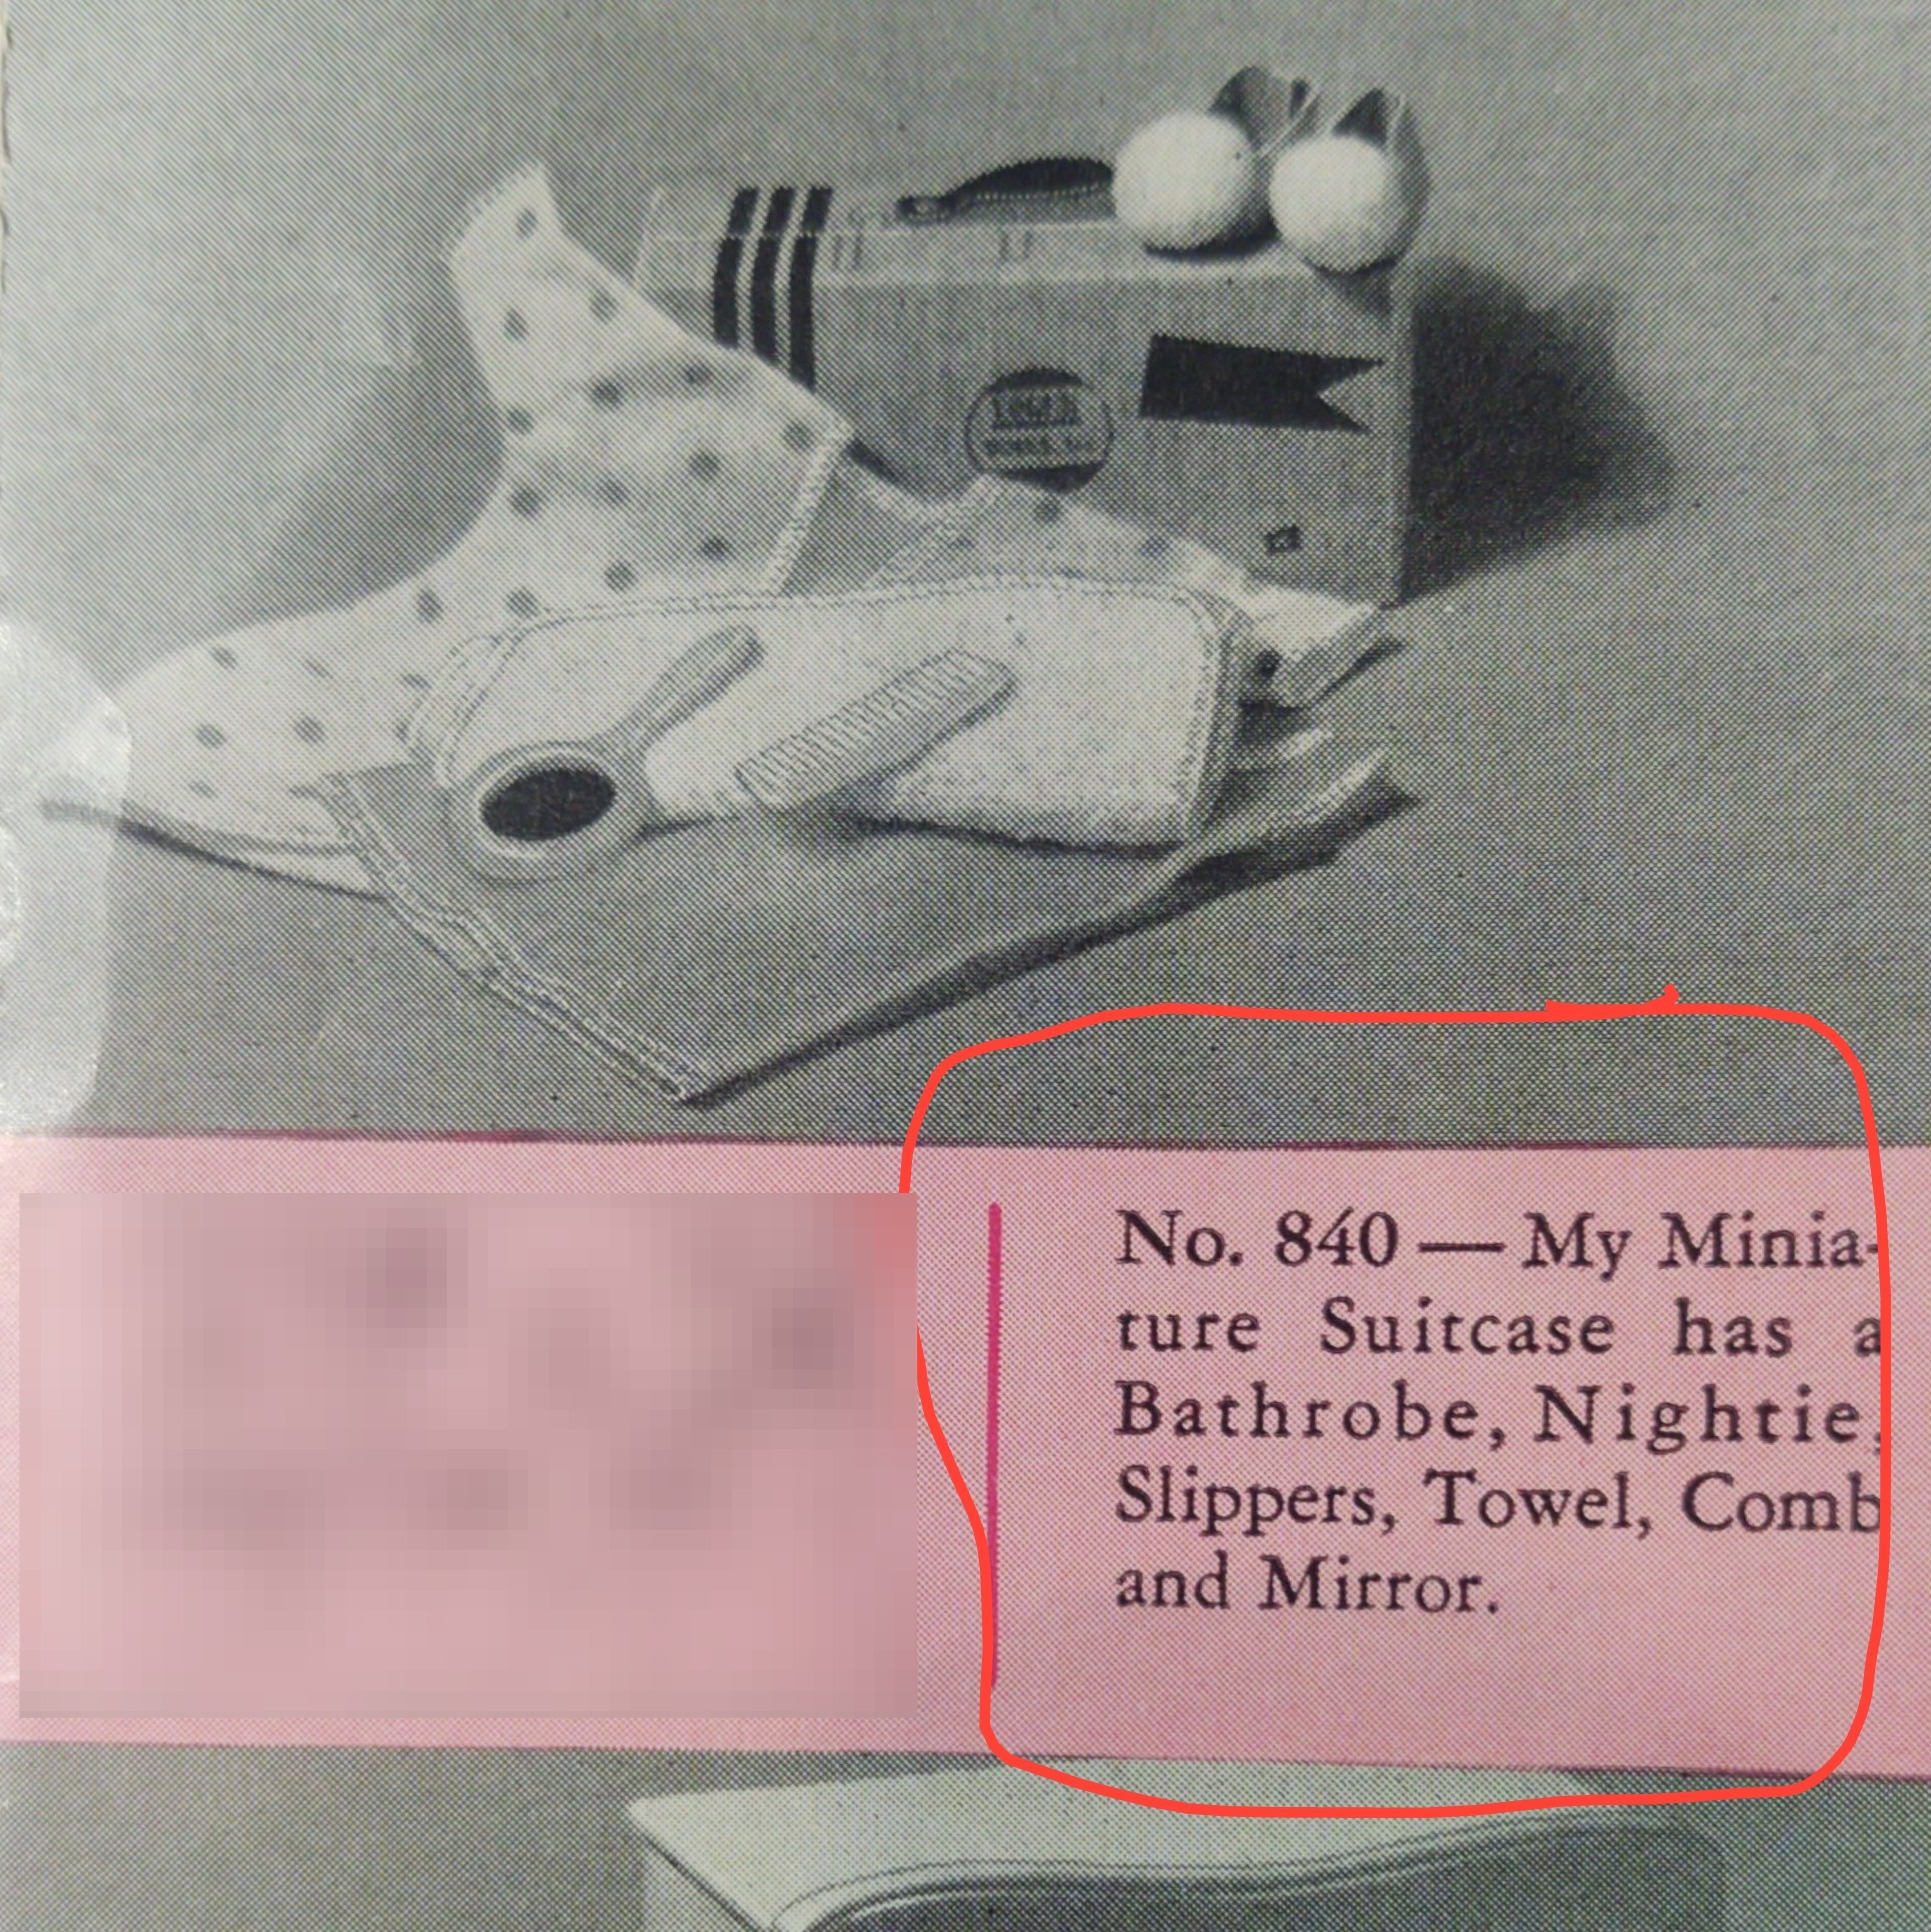 No. 840 — My Minia-
ture Suitcase has a
Bathrobe, Nightie,
Slippers, Towel, Comb
and Mirror.